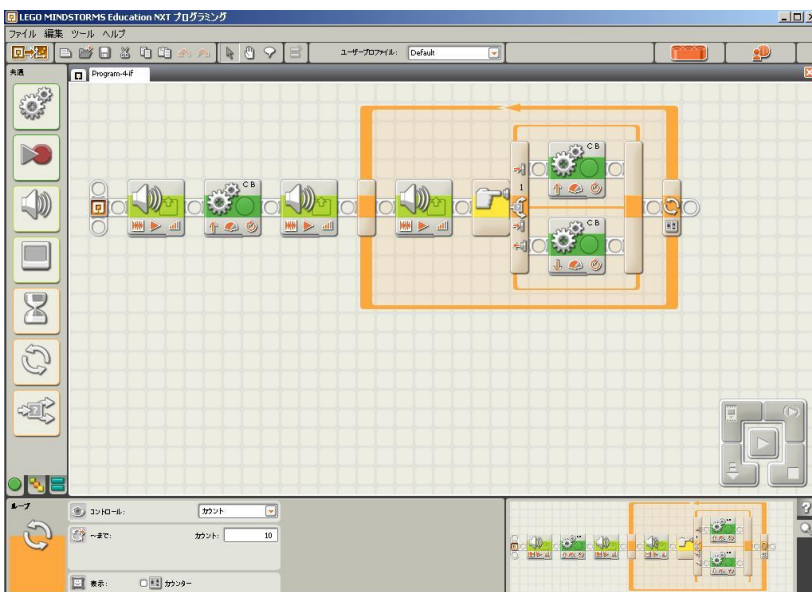 LEGO MINDSTORMS Education NXT プログラミング
ファイル 編集 ツール ヘルプ
ユーザープロファイル: Default
共通
Program-4-if
C B
C B
1
C B
ループ
コントロール: カウント
～まで: カウント: 10
表示: カウンター
?